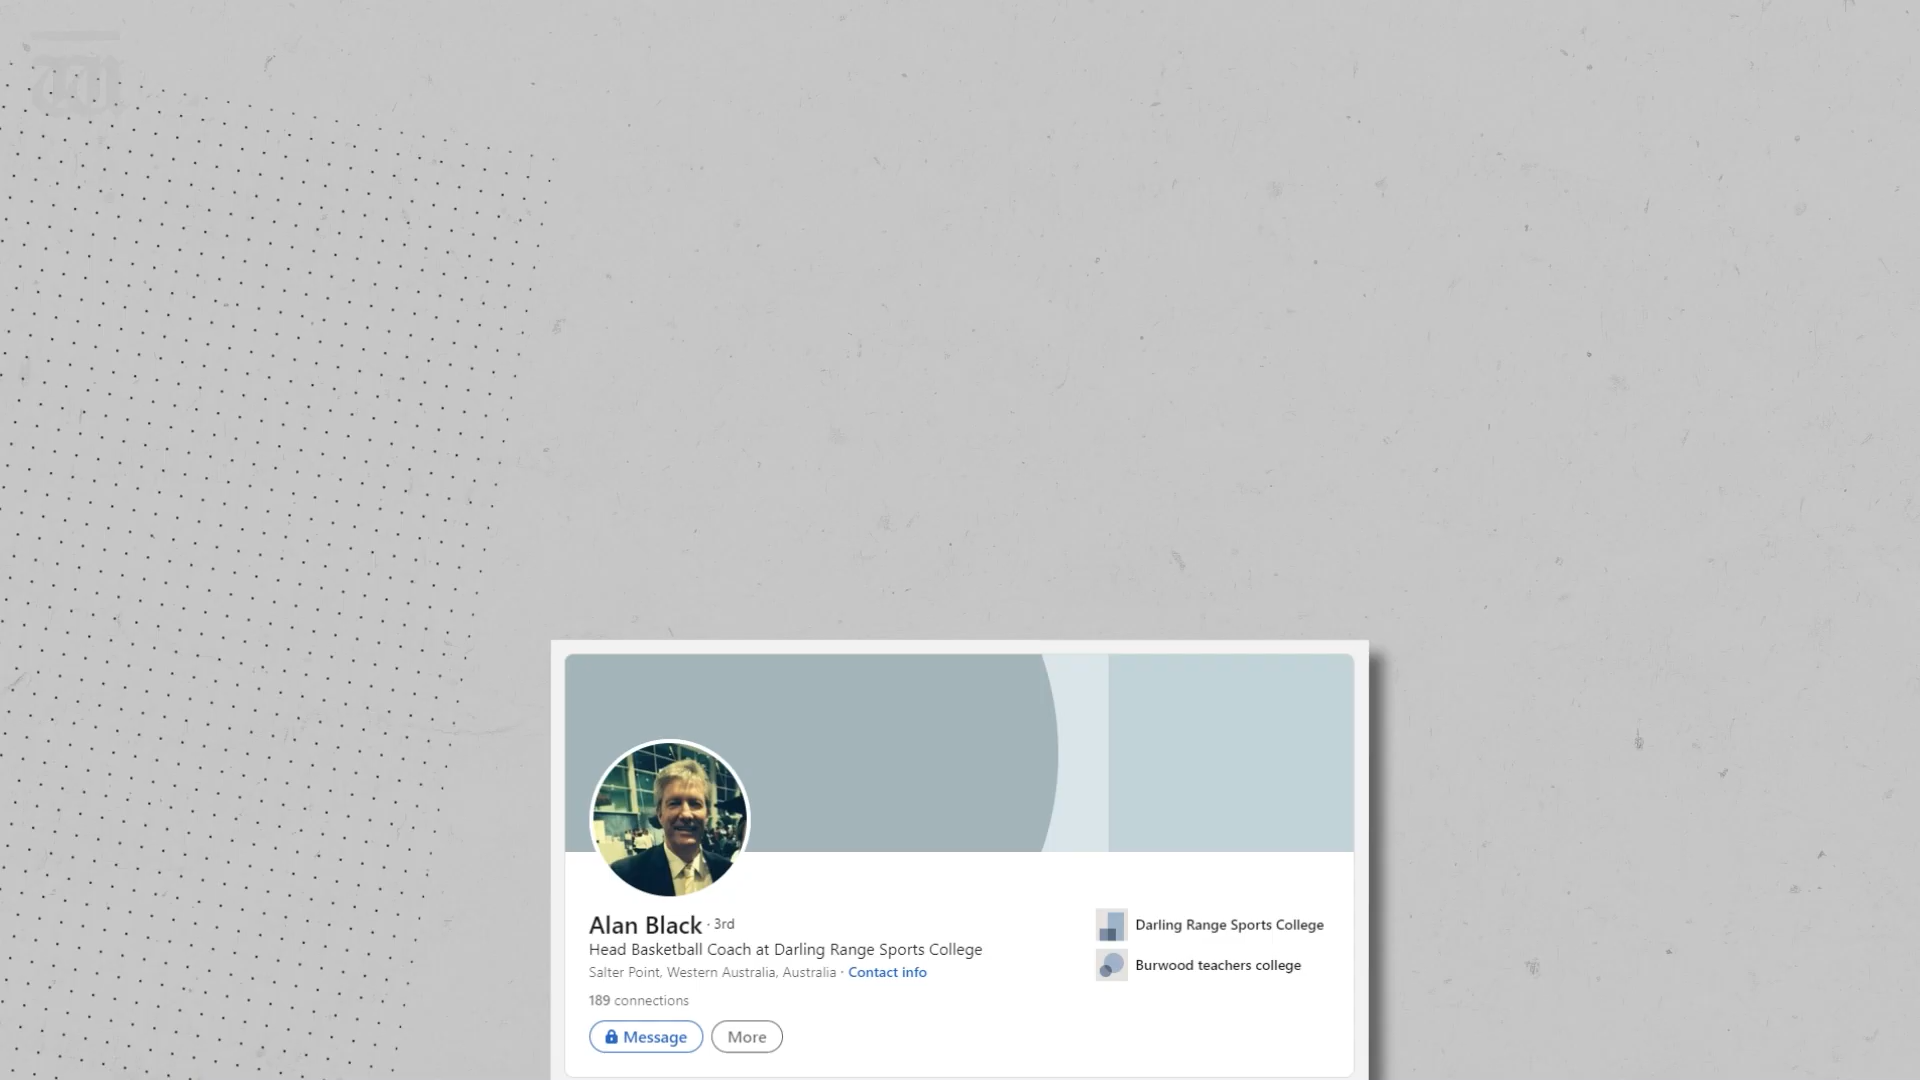 Alan Black · 3rd
Head Basketball Coach at Darling Range Sports College
Salter Point, Western Australia, Australia · Contact info
189 connections
Message
More
Darling Range Sports College
Burwood teachers college